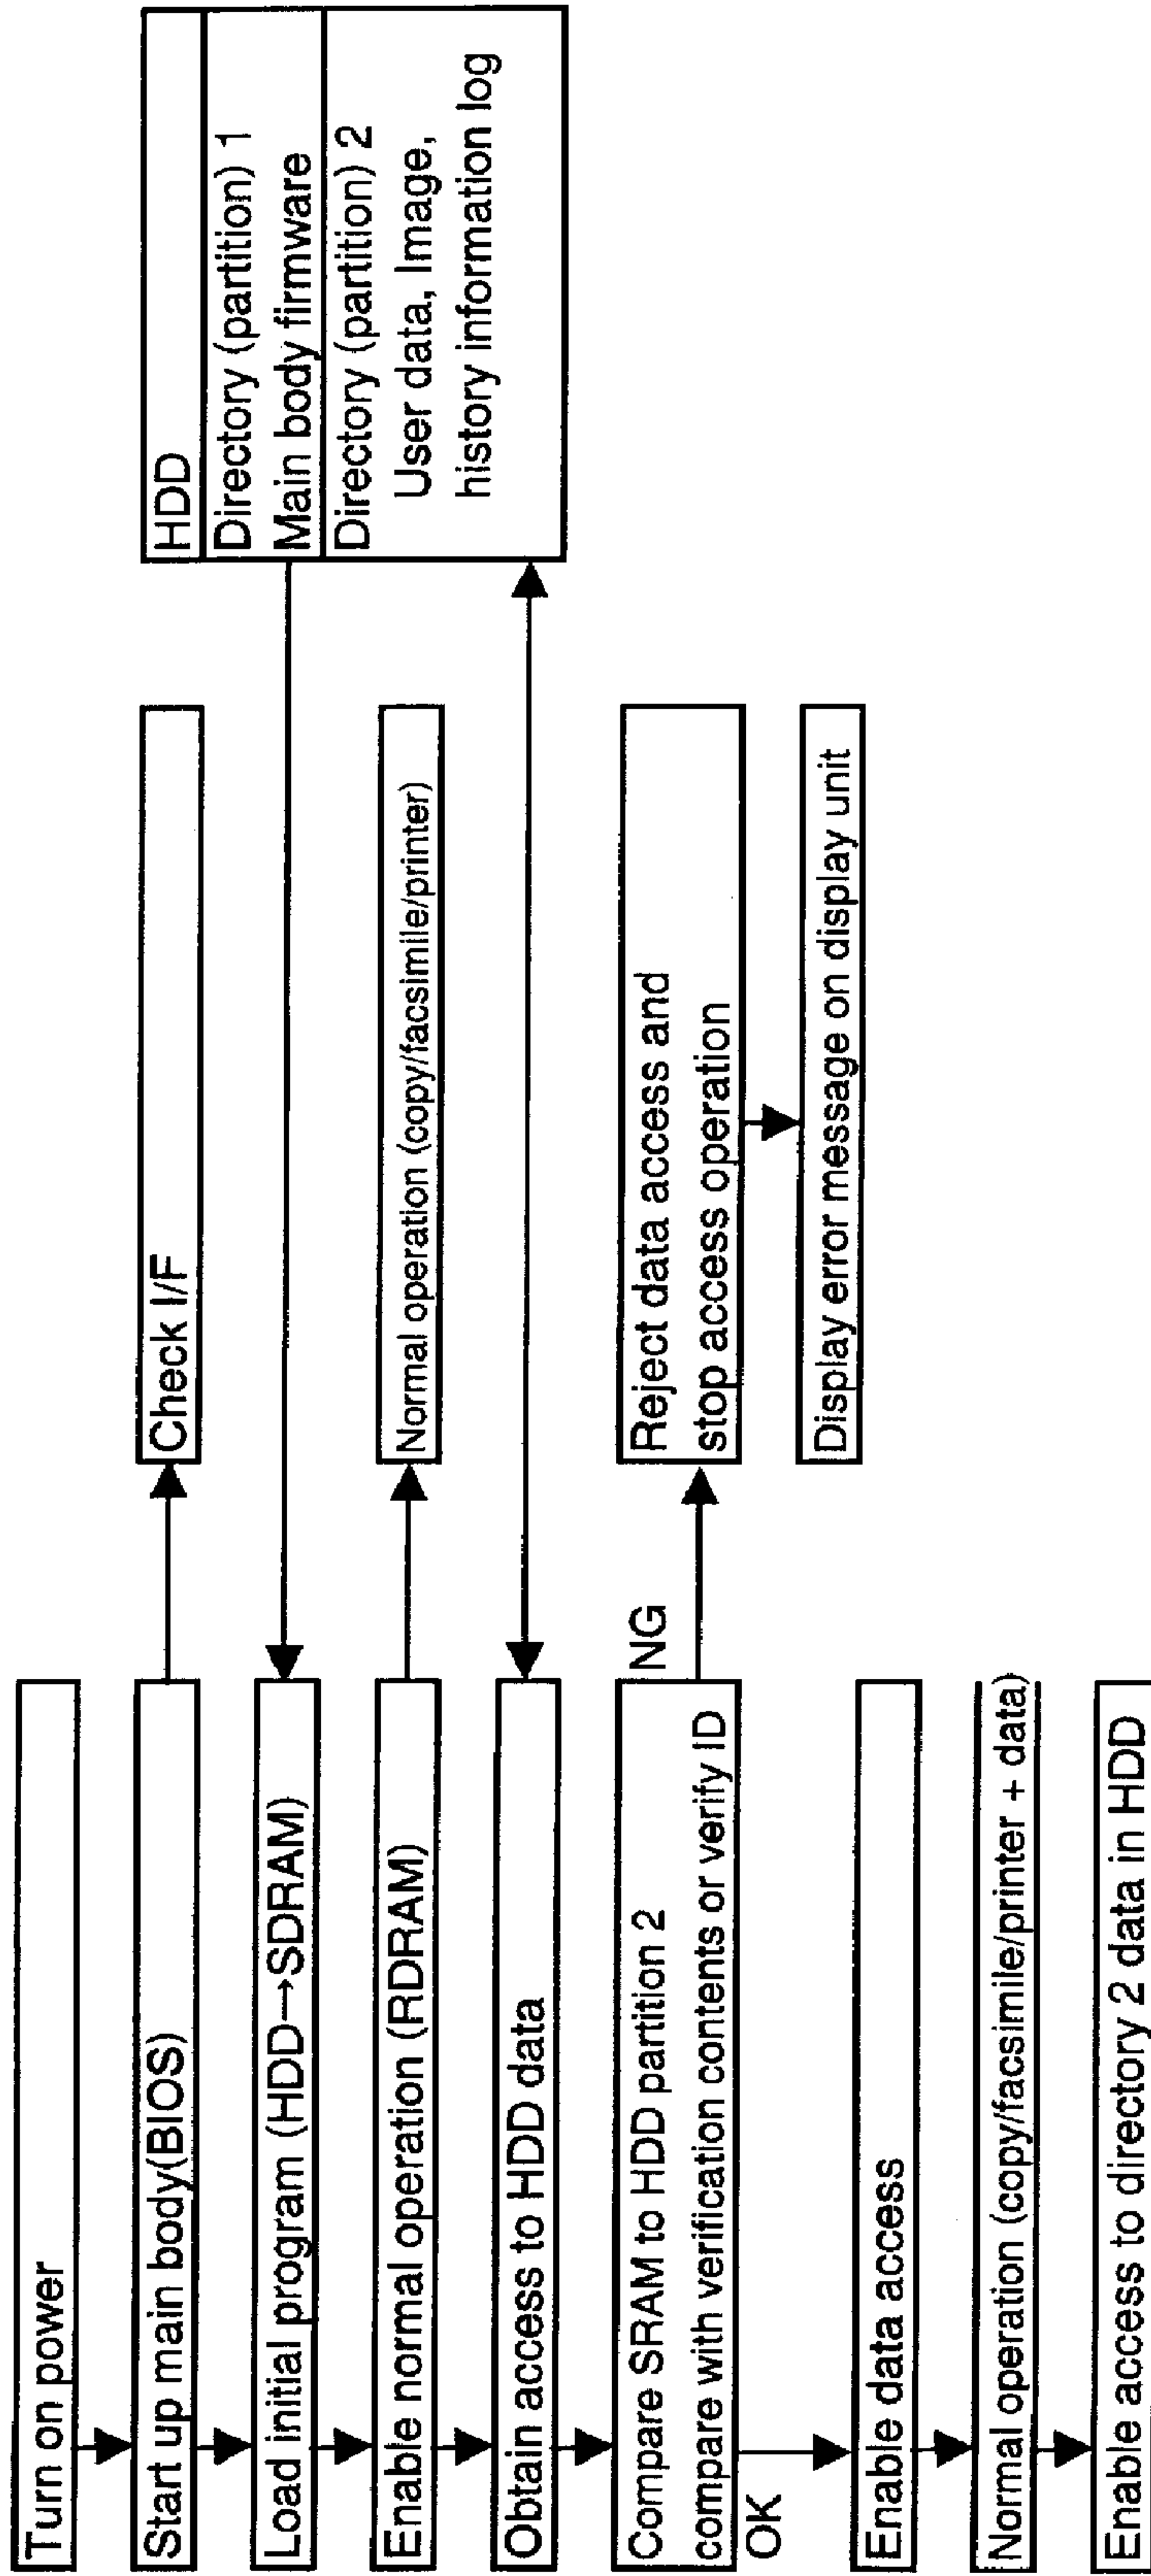 Turn on power
Start up main body(BIOS)
Check I/F
HDD
Directory (partition) 1
Main body firmware
Directory (partition) 2
User data, Image,
history information log
Load initial program (HDD→SDRAM)
Enable normal operation (RDRAM)
Normal operation (copy/facsimile/printer)
Obtain access to HDD data
Compare SRAM to HDD partition 2
compare with verification contents or verify ID
NG
Reject data access and
stop access operation
Display error message on display unit
OK
Enable data access
Normal operation (copy/facsimile/printer + data)
Enable access to directory 2 data in HDD